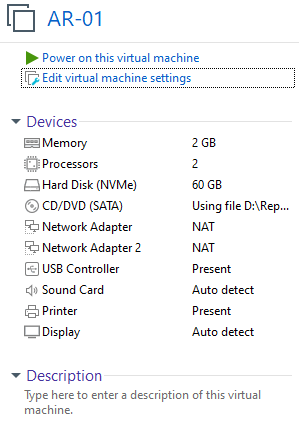 AR-01
Power on this virtual machine
Edit virtual machine settings
Devices
Memory 2 GB
Processors 2
Hard Disk (NVMe) 60 GB
CD/DVD (SATA) Using file D:\Rep...
Network Adapter NAT
Network Adapter 2 NAT
USB Controller Present
Sound Card Auto detect
Printer Present
Display Auto detect
Description
Type here to enter a description of this virtual
machine.